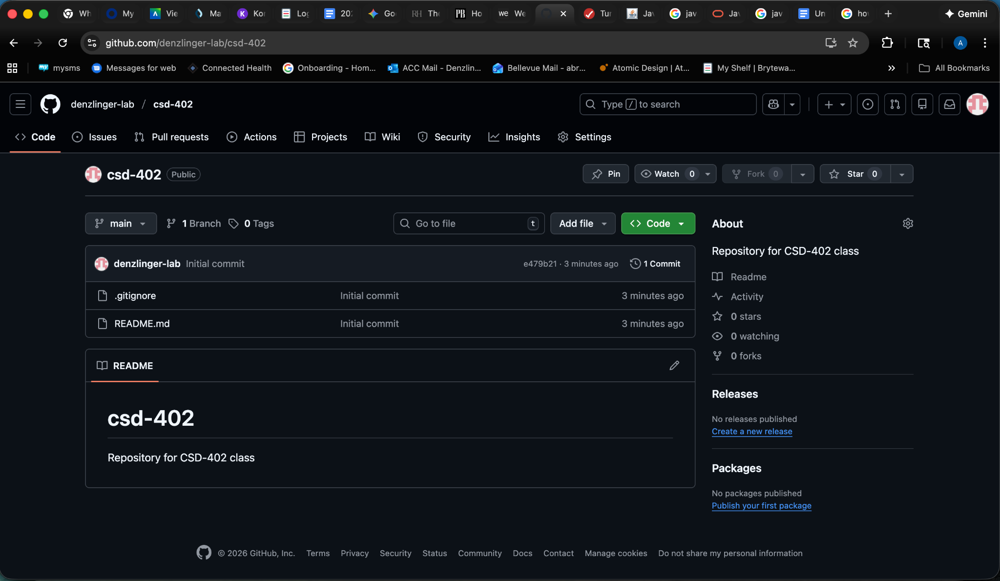 Wh My Vie Ma Kor Log 202 Go RH The PB Ho we We Tur Jav jav Jav jav Un ho Gemini
github.com/denzlinger-lab/csd-402 A
mysms Messages for web Connected Health Onboarding - Hom... ACC Mail - Denzlin... Bellevue Mail - abr... Atomic Design | At... My Shelf | Brytewa... All Bookmarks
denzlinger-lab / csd-402 Type / to search
Code Issues Pull requests Actions Projects Wiki Security Insights Settings
csd-402 Public Pin Watch 0 Fork 0 Star 0
main 1 Branch 0 Tags Go to file t Add file Code
denzlinger-lab Initial commit e479b21 · 3 minutes ago 1 Commit
.gitignore Initial commit 3 minutes ago
README.md Initial commit 3 minutes ago
README
csd-402
Repository for CSD-402 class
About
Repository for CSD-402 class
Readme
Activity
0 stars
0 watching
0 forks
Releases
No releases published
Create a new release
Packages
No packages published
Publish your first package
© 2026 GitHub, Inc. Terms Privacy Security Status Community Docs Contact Manage cookies Do not share my personal information